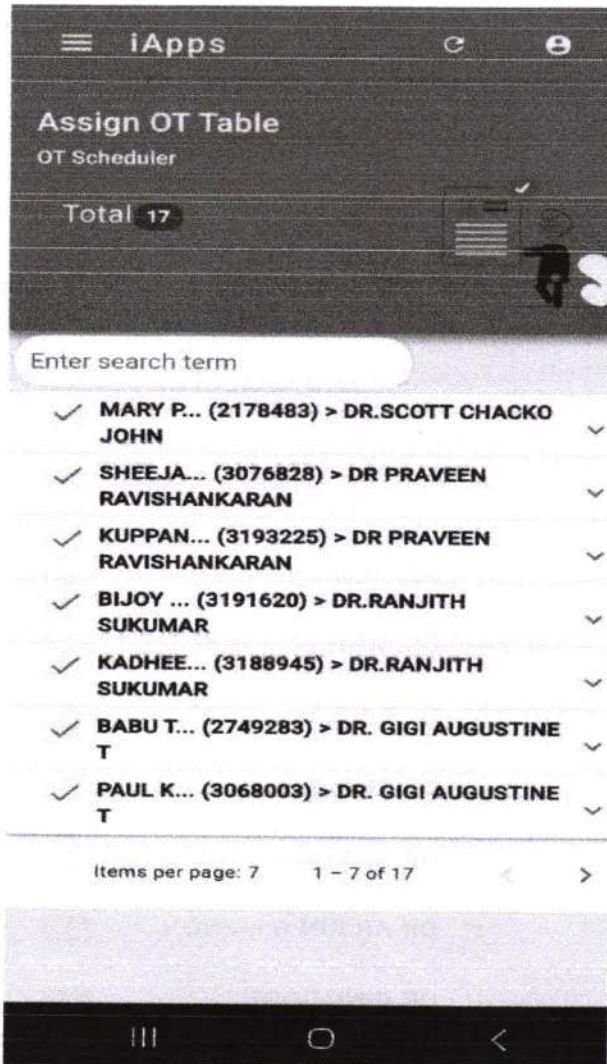 iApps
Assign OT Table
OT Scheduler
Total 17
Enter search term
MARY P... (2178483) > DR.SCOTT CHACKO
JOHN
SHEEJA... (3076828) > DR PRAVEEN
RAVISHANKARAN
KUPPAN... (3193225) > DR PRAVEEN
RAVISHANKARAN
BIJOY ... (3191620) > DR.RANJITH
SUKUMAR
KADHEE... (3188945) > DR.RANJITH
SUKUMAR
BABU T... (2749283) > DR. GIGI AUGUSTINE
T
PAUL K... (3068003) > DR. GIGI AUGUSTINE
T
Items per page: 7 1 – 7 of 17